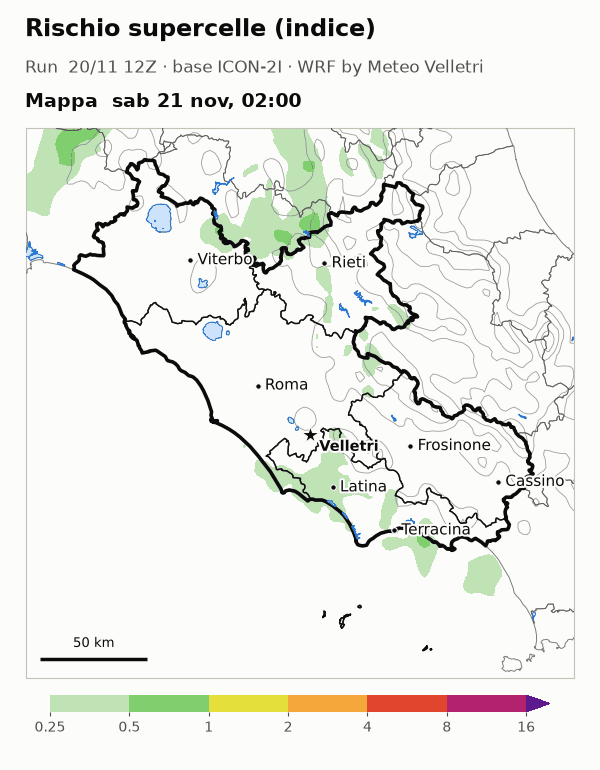 Rischio supercelle (indice)
Run  20/11 12Z · base ICON-2I · WRF by Meteo Velletri
Mappa  sab 21 nov, 02:00
Viterbo
Rieti
Roma
Velletri
Frosinone
Latina
Cassino
Terracina
50 km
0.25 0.5 1 2 4 8 16